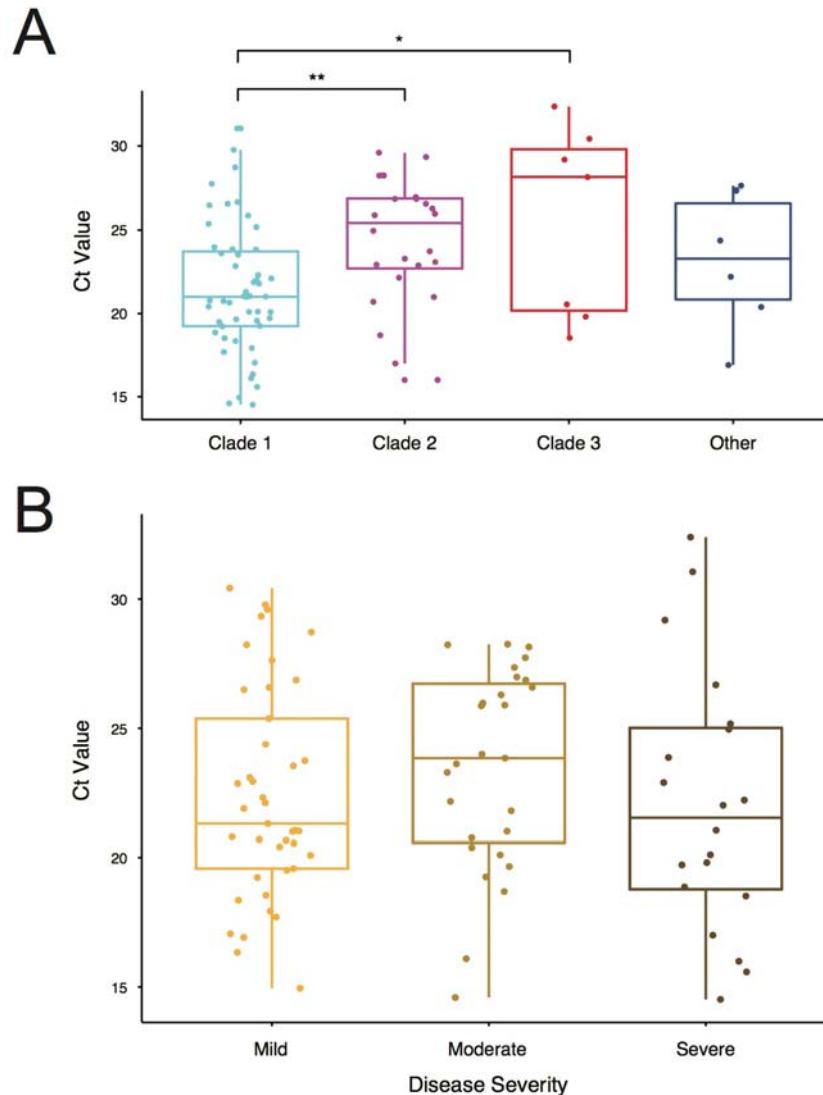 A
*
**
Ct Value
30
25
20
15
Clade 1 Clade 2 Clade 3 Other
B
Ct Value
30
25
20
15
Mild Moderate Severe
Disease Severity